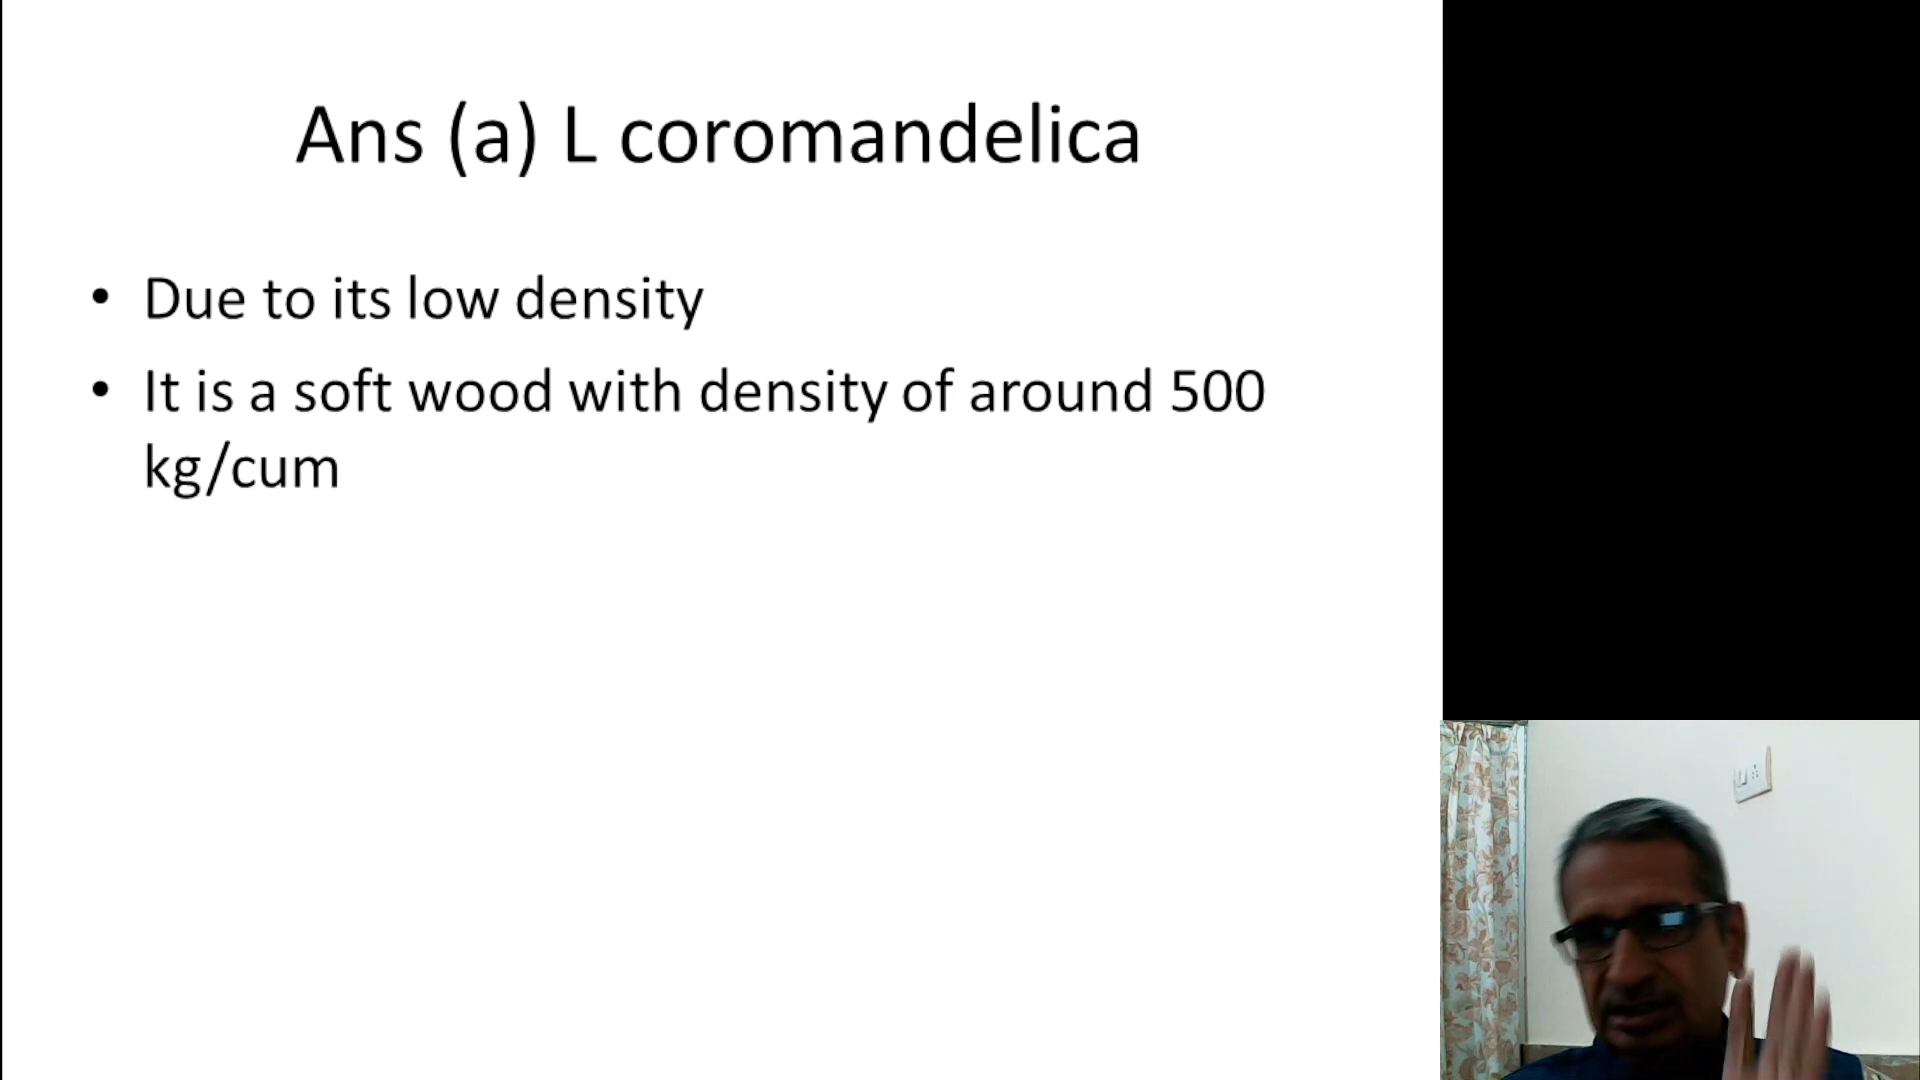 Ans (a) L coromandelica
• Due to its low density
• It is a soft wood with density of around 500
kg/cum